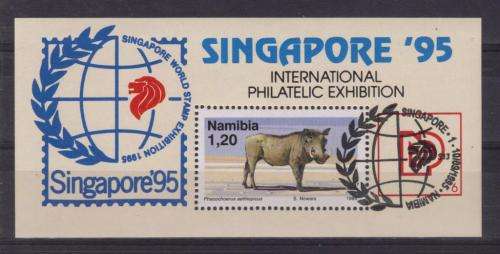 SINGAPORE WORLD STAMP EXHIBITION 1995
Singapore'95
SINGAPORE '95
INTERNATIONAL
PHILATELIC EXHIBITION
Namibia
1,20
Phacochoerus aethiopicus
S. Nowers
SINGAPORE
NAMIBIA